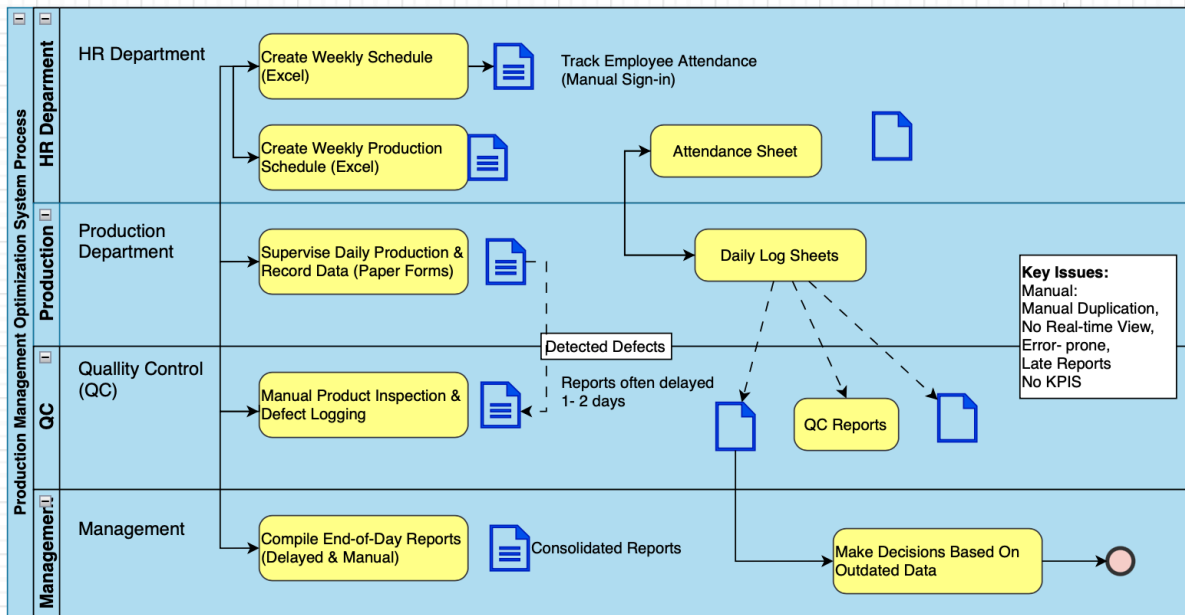 Production Management Optimization System Process
HR Deparment
HR Department
Create Weekly Schedule
(Excel)
Track Employee Attendance
(Manual Sign-in)
Create Weekly Production
Schedule (Excel)
Attendance Sheet
Production
Production
Department
Supervise Daily Production &
Record Data (Paper Forms)
Daily Log Sheets
Key Issues:
Manual:
Manual Duplication,
No Real-time View,
Error- prone,
Late Reports
No KPIS
Detected Defects
QC
Quallity Control
(QC)
Manual Product Inspection &
Defect Logging
Reports often delayed
1- 2 days
QC Reports
Management
Management
Compile End-of-Day Reports
(Delayed & Manual)
Consolidated Reports
Make Decisions Based On
Outdated Data